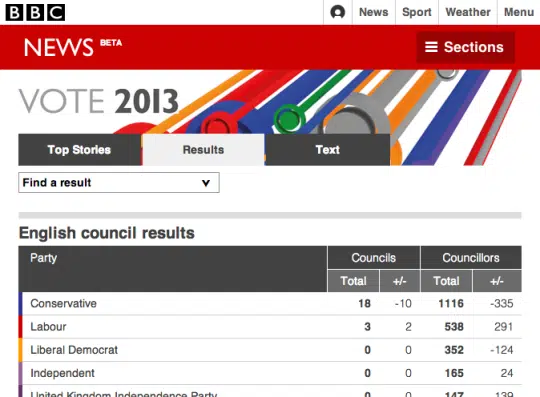 BBC News Sport Weather Menu
NEWS BETA Sections
VOTE 2013
Top Stories Results Text
Find a result
English council results
Party Councils Councillors
Total +/- Total +/-
Conservative 18 -10 1116 -335
Labour 3 2 538 291
Liberal Democrat 0 0 352 -124
Independent 0 0 165 24
United Kingdom Independence Party 0 0 147 139